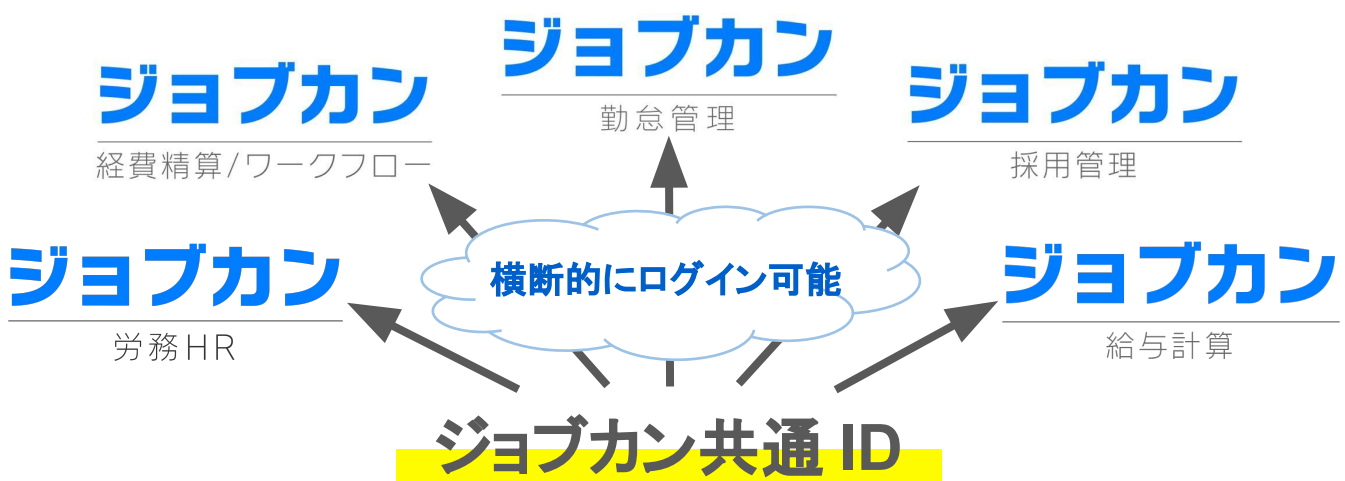 ジョブカン
勤怠管理
ジョブカン
経費精算/ワークフロー
ジョブカン
採用管理
ジョブカン
労務HR
横断的にログイン可能
ジョブカン
給与計算
ジョブカン共通 ID